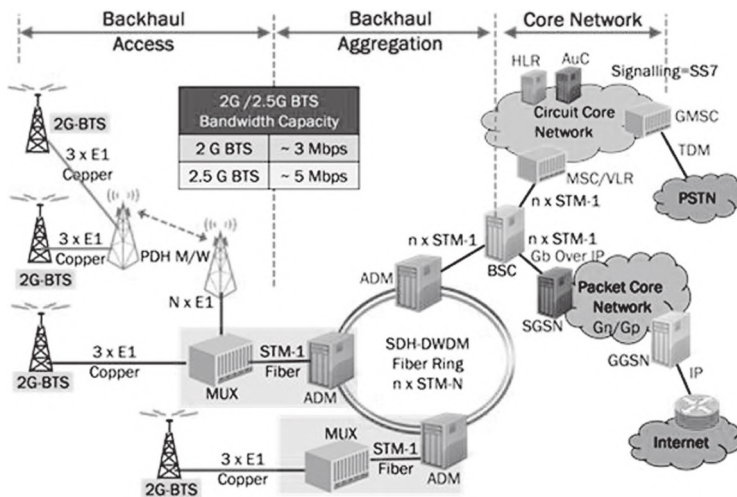 Backhaul
Access
Backhaul
Aggregation
Core Network
HLR
AuC
Signalling=SS7
Circuit Core
Network
GMSC
TDM
PSTN
MSC/VLR
n x STM-1
2G /2.5G BTS
Bandwidth Capacity
2 G BTS
~ 3 Mbps
2.5 G BTS
~ 5 Mbps
2G-BTS
3 x E1
Copper
3 x E1
Copper
2G-BTS
PDH M/W
N x E1
n x STM-1
BSC
n x STM-1
Gb Over IP
ADM
Packet Core
Network
Gn/Gp
SGSN
GGSN
IP
Internet
3 x E1
Copper
2G-BTS
MUX
STM-1
Fiber
ADM
SDH-DWDM
Fiber Ring
n x STM-N
MUX
STM-1
Fiber
ADM
3 x E1
Copper
2G-BTS